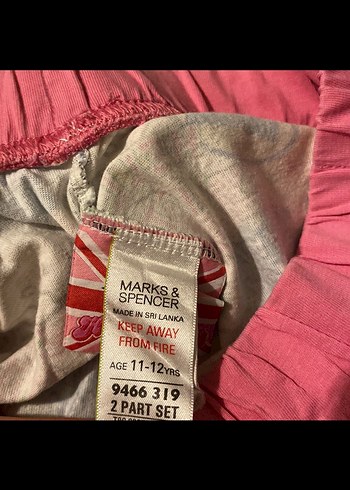 MARKS &
SPENCER
MADE IN SRI LANKA
KEEP AWAY
FROM FIRE
AGE 11-12YRS
9466 319
2 PART SET